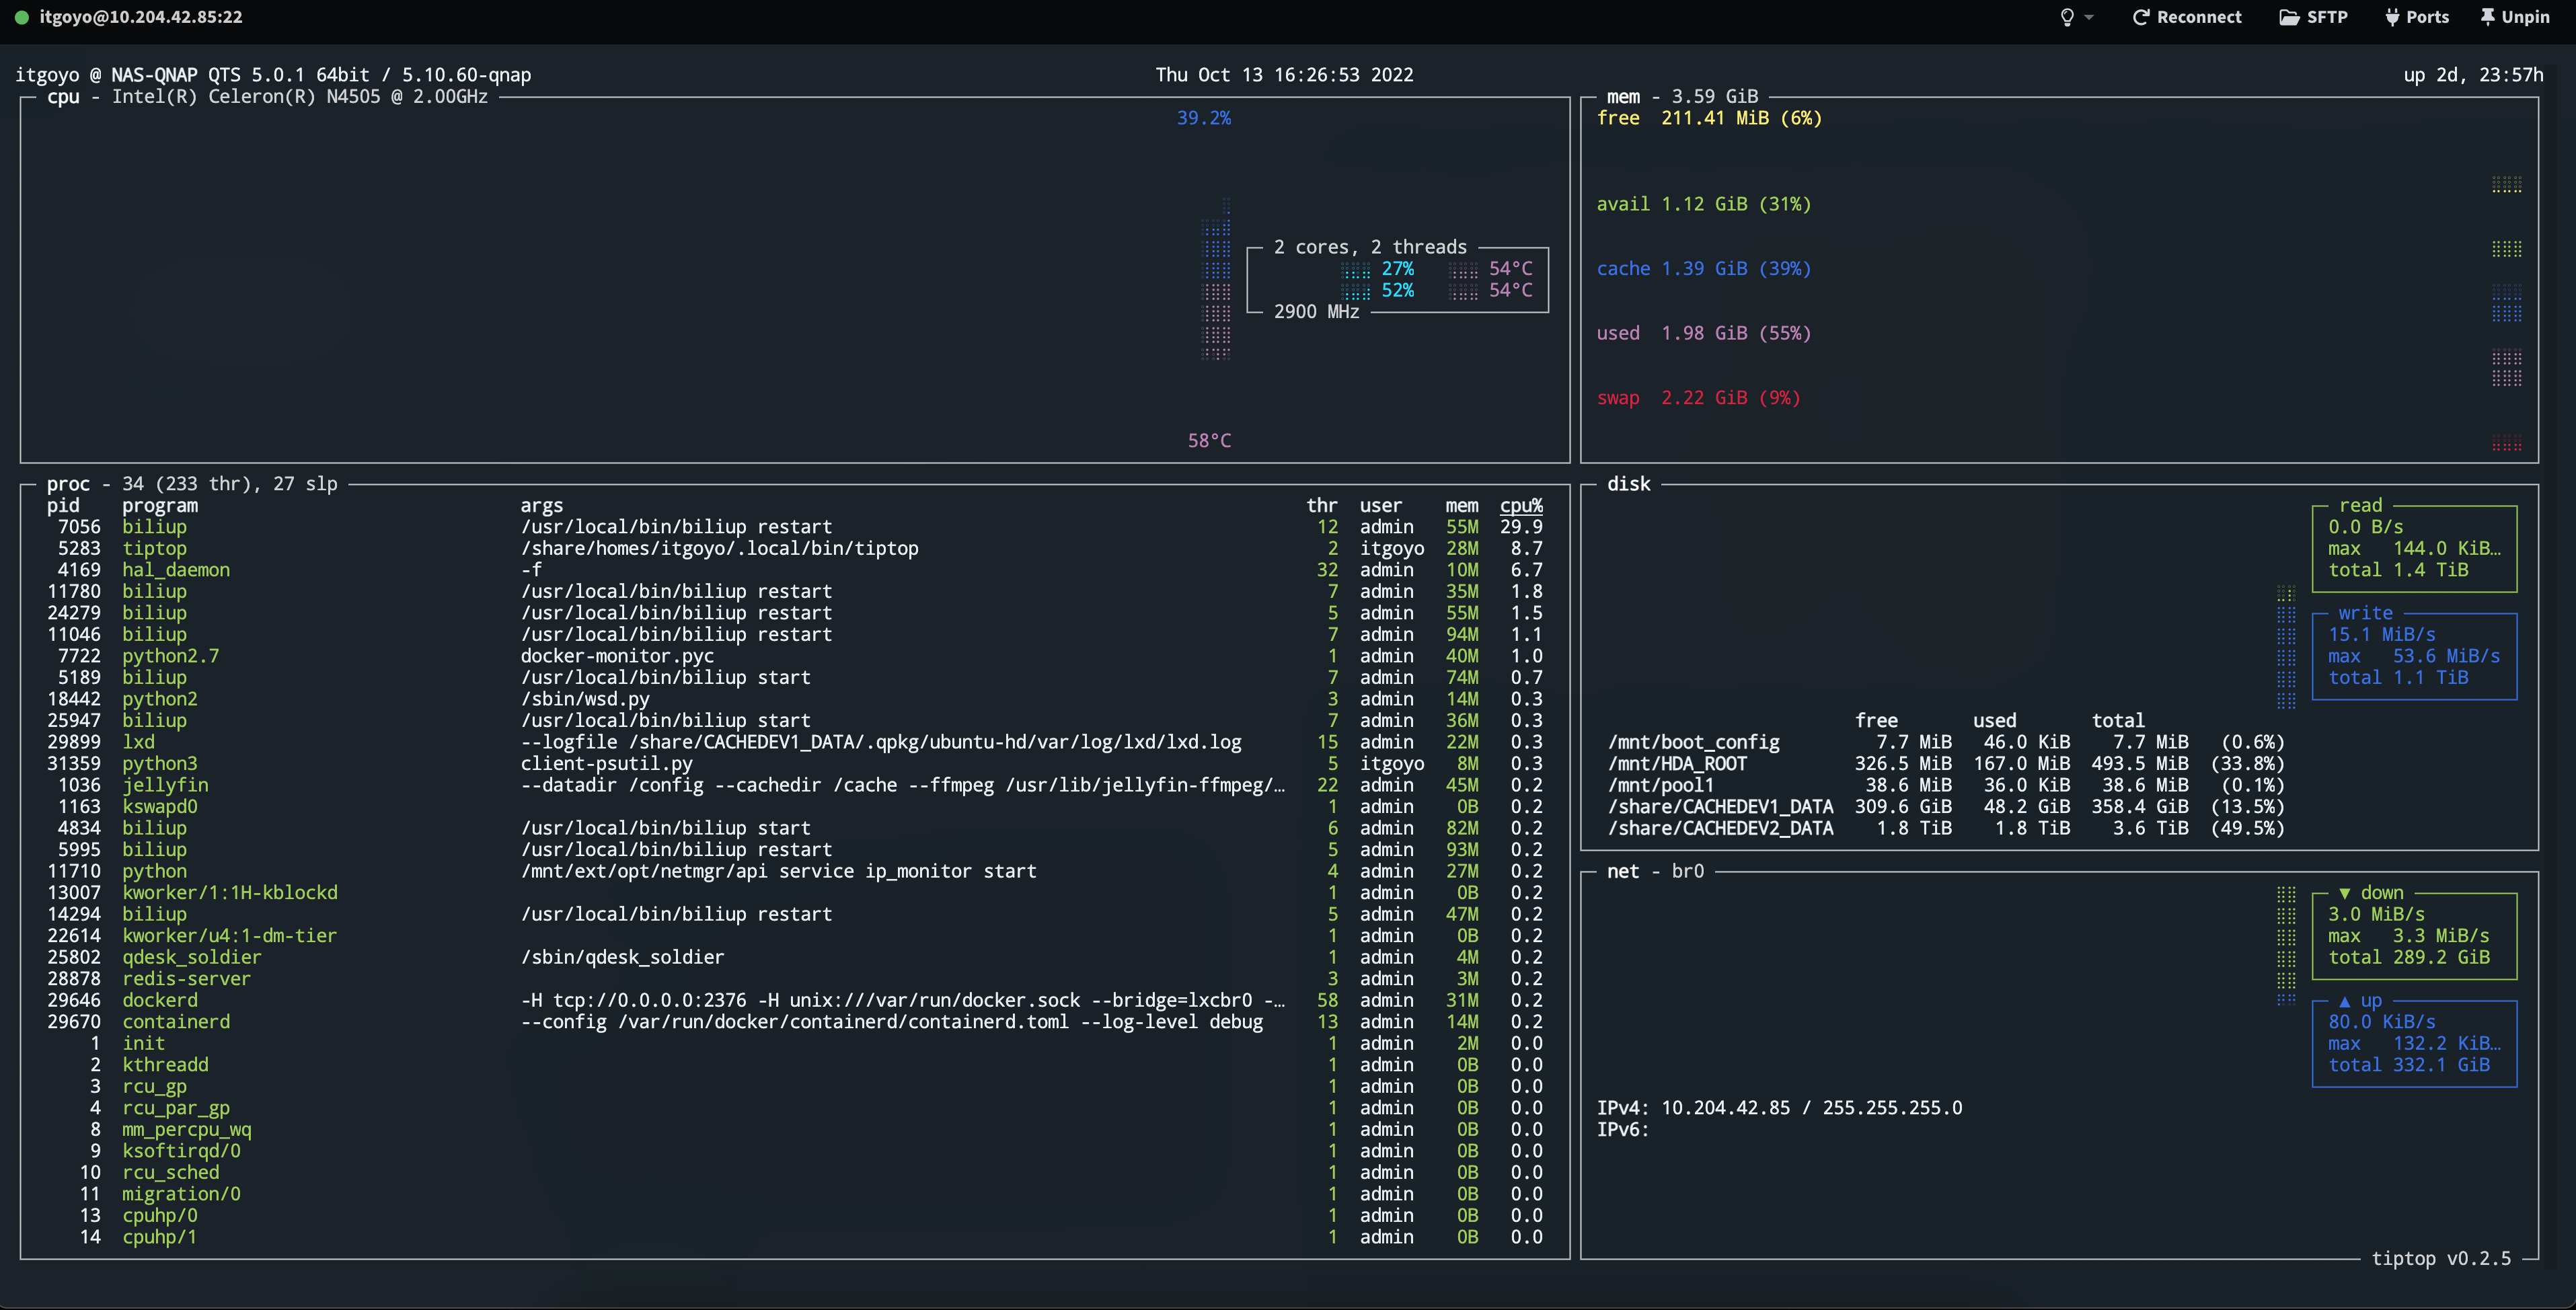 itgoyo@10.204.42.85:22
Reconnect SFTP Ports Unpin
itgoyo @ NAS-QNAP QTS 5.0.1 64bit / 5.10.60-qnap
Thu Oct 13 16:26:53 2022
up 2d, 23:57h
cpu - Intel(R) Celeron(R) N4505 @ 2.00GHz
39.2%
2 cores, 2 threads
27% 54°C
52% 54°C
2900 MHz
58°C
mem - 3.59 GiB
free 211.41 MiB (6%)
avail 1.12 GiB (31%)
cache 1.39 GiB (39%)
used 1.98 GiB (55%)
swap 2.22 GiB (9%)
proc - 34 (233 thr), 27 slp
pid program args thr user mem cpu%
7056 biliup /usr/local/bin/biliup restart 12 admin 55M 29.9
5283 tiptop /share/homes/itgoyo/.local/bin/tiptop 2 itgoyo 28M 8.7
4169 hal_daemon -f 32 admin 10M 6.7
11780 biliup /usr/local/bin/biliup restart 7 admin 35M 1.8
24279 biliup /usr/local/bin/biliup restart 5 admin 55M 1.5
11046 biliup /usr/local/bin/biliup restart 7 admin 94M 1.1
7722 python2.7 docker-monitor.pyc 1 admin 40M 1.0
5189 biliup /usr/local/bin/biliup start 7 admin 74M 0.7
18442 python2 /sbin/wsd.py 3 admin 14M 0.3
25947 biliup /usr/local/bin/biliup start 7 admin 36M 0.3
29899 lxd --logfile /share/CACHEDEV1_DATA/.qpkg/ubuntu-hd/var/log/lxd/lxd.log 15 admin 22M 0.3
31359 python3 client-psutil.py 5 itgoyo 8M 0.3
1036 jellyfin --datadir /config --cachedir /cache --ffmpeg /usr/lib/jellyfin-ffmpeg/… 22 admin 45M 0.2
1163 kswapd0 1 admin 0B 0.2
4834 biliup /usr/local/bin/biliup start 6 admin 82M 0.2
5995 biliup /usr/local/bin/biliup restart 5 admin 93M 0.2
11710 python /mnt/ext/opt/netmgr/api service ip_monitor start 4 admin 27M 0.2
13007 kworker/1:1H-kblockd 1 admin 0B 0.2
14294 biliup /usr/local/bin/biliup restart 5 admin 47M 0.2
22614 kworker/u4:1-dm-tier 1 admin 0B 0.2
25802 qdesk_soldier /sbin/qdesk_soldier 1 admin 4M 0.2
28878 redis-server 3 admin 3M 0.2
29646 dockerd -H tcp://0.0.0.0:2376 -H unix:///var/run/docker.sock --bridge=lxcbr0 -… 58 admin 31M 0.2
29670 containerd --config /var/run/docker/containerd/containerd.toml --log-level debug 13 admin 14M 0.2
1 init 1 admin 2M 0.0
2 kthreadd 1 admin 0B 0.0
3 rcu_gp 1 admin 0B 0.0
4 rcu_par_gp 1 admin 0B 0.0
8 mm_percpu_wq 1 admin 0B 0.0
9 ksoftirqd/0 1 admin 0B 0.0
10 rcu_sched 1 admin 0B 0.0
11 migration/0 1 admin 0B 0.0
13 cpuhp/0 1 admin 0B 0.0
14 cpuhp/1 1 admin 0B 0.0
disk
read
0.0 B/s
max 144.0 KiB…
total 1.4 TiB
write
15.1 MiB/s
max 53.6 MiB/s
total 1.1 TiB
free used total
/mnt/boot_config 7.7 MiB 46.0 KiB 7.7 MiB (0.6%)
/mnt/HDA_ROOT 326.5 MiB 167.0 MiB 493.5 MiB (33.8%)
/mnt/pool1 38.6 MiB 36.0 KiB 38.6 MiB (0.1%)
/share/CACHEDEV1_DATA 309.6 GiB 48.2 GiB 358.4 GiB (13.5%)
/share/CACHEDEV2_DATA 1.8 TiB 1.8 TiB 3.6 TiB (49.5%)
net - br0
▼ down
3.0 MiB/s
max 3.3 MiB/s
total 289.2 GiB
▲ up
80.0 KiB/s
max 132.2 KiB…
total 332.1 GiB
IPv4: 10.204.42.85 / 255.255.255.0
IPv6:
tiptop v0.2.5